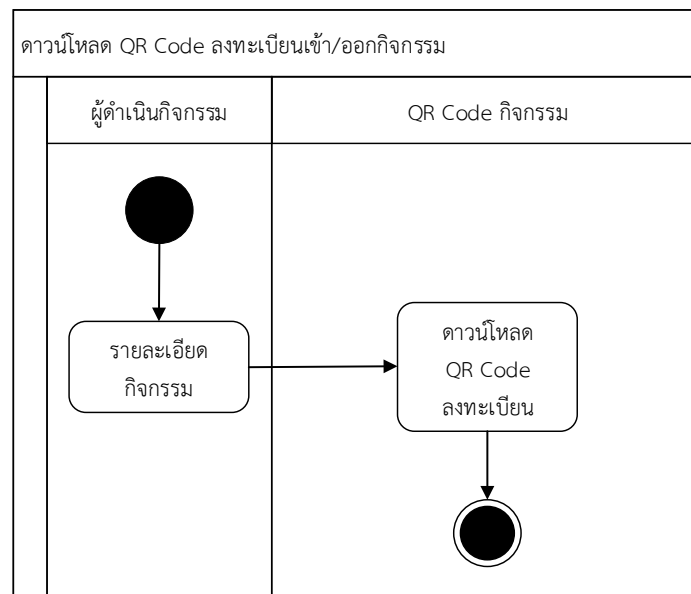 ดาวน์โหลด QR Code ลงทะเบียนเข้า/ออกกิจกรรม
ผู้ดำเนินกิจกรรม
QR Code กิจกรรม
รายละเอียด
กิจกรรม
ดาวน์โหลด
QR Code
ลงทะเบียน